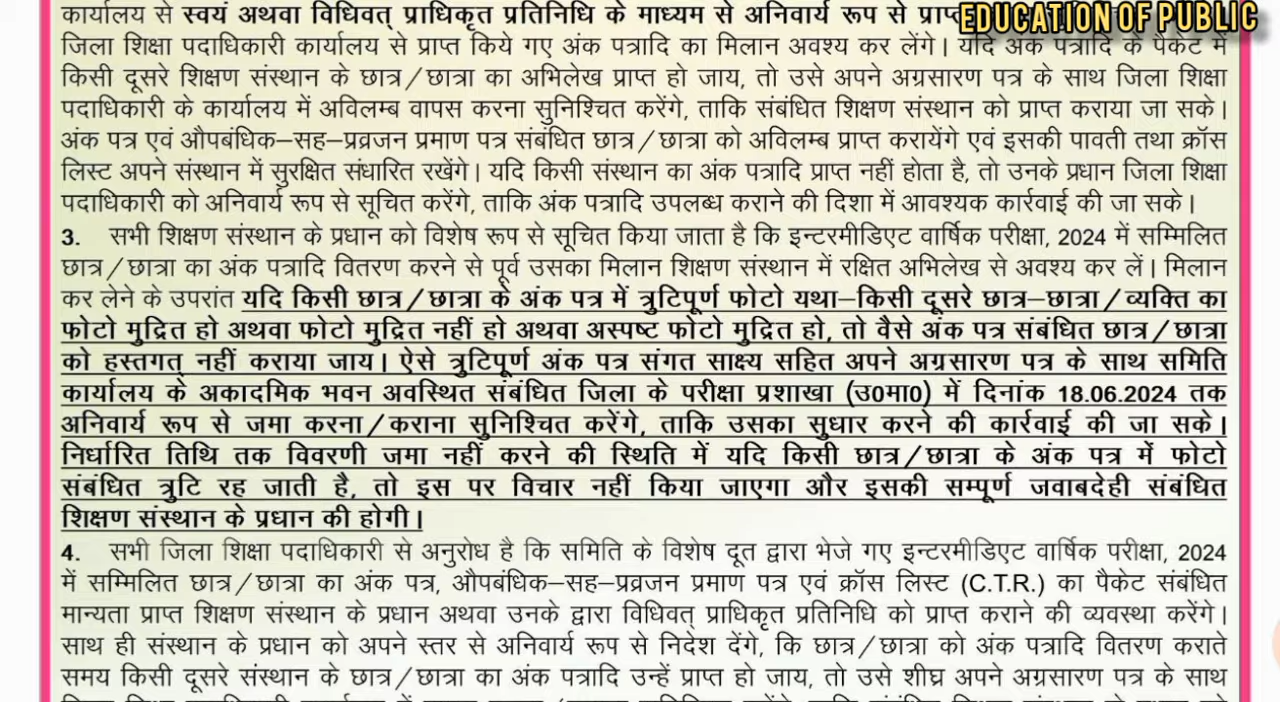 कार्यालय से स्वयं अथवा विधिवत् प्राधिकृत प्रतिनिधि के माध्यम से अनिवार्य रूप से
EDUCATION OF PUBLIC
जिला शिक्षा पदाधिकारी कार्यालय से प्राप्त किये गए अंक पत्रादि का मिलान अवश्य कर लेंगे। यदि अंक पत्रादि के पैकेट में
किसी दूसरे शिक्षण संस्थान के छात्र/छात्रा का अभिलेख प्राप्त हो जाय, तो उसे अपने अग्रसारण पत्र के साथ जिला शिक्षा
पदाधिकारी के कार्यालय में अविलम्ब वापस करना सुनिश्चित करेंगे, ताकि संबंधित शिक्षण संस्थान को प्राप्त कराया जा सके।
अंक पत्र एवं औपबंधिक–सह–प्रव्रजन प्रमाण पत्र संबंधित छात्र/छात्रा को अविलम्ब प्राप्त करायेंगे एवं इसकी पावती तथा क्रॉस
लिस्ट अपने संस्थान में सुरक्षित संधारित रखेंगे। यदि किसी संस्थान का अंक पत्रादि प्राप्त नहीं होता है, तो उनके प्रधान जिला शिक्षा
पदाधिकारी को अनिवार्य रूप से सूचित करेंगे, ताकि अंक पत्रादि उपलब्ध कराने की दिशा में आवश्यक कार्रवाई की जा सके।
3. सभी शिक्षण संस्थान के प्रधान को विशेष रूप से सूचित किया जाता है कि इन्टरमीडिएट वार्षिक परीक्षा, 2024 में सम्मिलित
छात्र/छात्रा का अंक पत्रादि वितरण करने से पूर्व उसका मिलान शिक्षण संस्थान में रक्षित अभिलेख से अवश्य कर लें। मिलान
कर लेने के उपरांत यदि किसी छात्र/छात्रा के अंक पत्र में त्रुटिपूर्ण फोटो यथा–किसी दूसरे छात्र–छात्रा/व्यक्ति का
फोटो मुद्रित हो अथवा फोटो मुद्रित नहीं हो अथवा अस्पष्ट फोटो मुद्रित हो, तो वैसे अंक पत्र संबंधित छात्र/छात्रा
को हस्तगत् नहीं कराया जाय। ऐसे त्रुटिपूर्ण अंक पत्र संगत साक्ष्य सहित अपने अग्रसारण पत्र के साथ समिति
कार्यालय के अकादमिक भवन अवस्थित संबंधित जिला के परीक्षा प्रशाखा (उ0मा0) में दिनांक 18.06.2024 तक
अनिवार्य रूप से जमा करना/कराना सुनिश्चित करेंगे, ताकि उसका सुधार करने की कार्रवाई की जा सके।
निर्धारित तिथि तक विवरणी जमा नहीं करने की स्थिति में यदि किसी छात्र/छात्रा के अंक पत्र में फोटो
संबंधित त्रुटि रह जाती है, तो इस पर विचार नहीं किया जाएगा और इसकी सम्पूर्ण जवाबदेही संबंधित
शिक्षण संस्थान के प्रधान की होगी।
4. सभी जिला शिक्षा पदाधिकारी से अनुरोध है कि समिति के विशेष दूत द्वारा भेजे गए इन्टरमीडिएट वार्षिक परीक्षा, 2024
में सम्मिलित छात्र/छात्रा का अंक पत्र, औपबंधिक–सह–प्रव्रजन प्रमाण पत्र एवं क्रॉस लिस्ट (C.T.R.) का पैकेट संबंधित
मान्यता प्राप्त शिक्षण संस्थान के प्रधान अथवा उनके द्वारा विधिवत् प्राधिकृत प्रतिनिधि को प्राप्त कराने की व्यवस्था करेंगे।
साथ ही संस्थान के प्रधान को अपने स्तर से अनिवार्य रूप से निदेश देंगे, कि छात्र/छात्रा को अंक पत्रादि वितरण कराते
समय किसी दूसरे संस्थान के छात्र/छात्रा का अंक पत्रादि उन्हें प्राप्त हो जाय, तो उसे शीघ्र अपने अग्रसारण पत्र के साथ